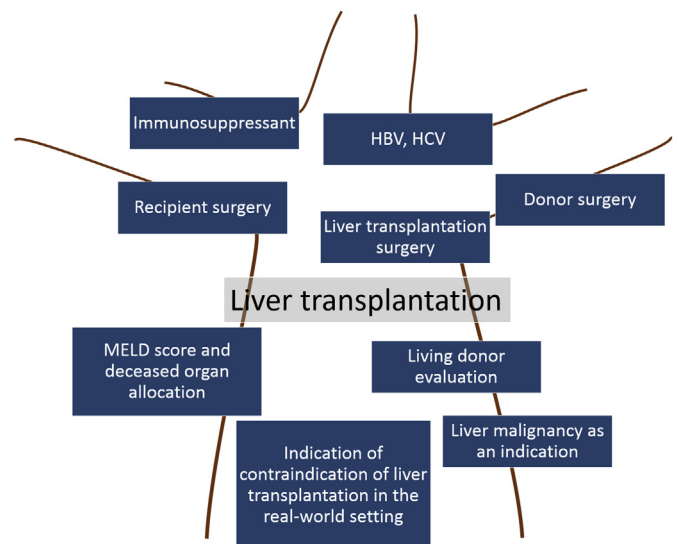 Immunosuppressant
HBV, HCV
Recipient surgery
Donor surgery
Liver transplantation
surgery
Liver transplantation
MELD score and
deceased organ
allocation
Living donor
evaluation
Liver malignancy as
an indication
Indication of
contraindication of liver
transplantation in the
real-world setting